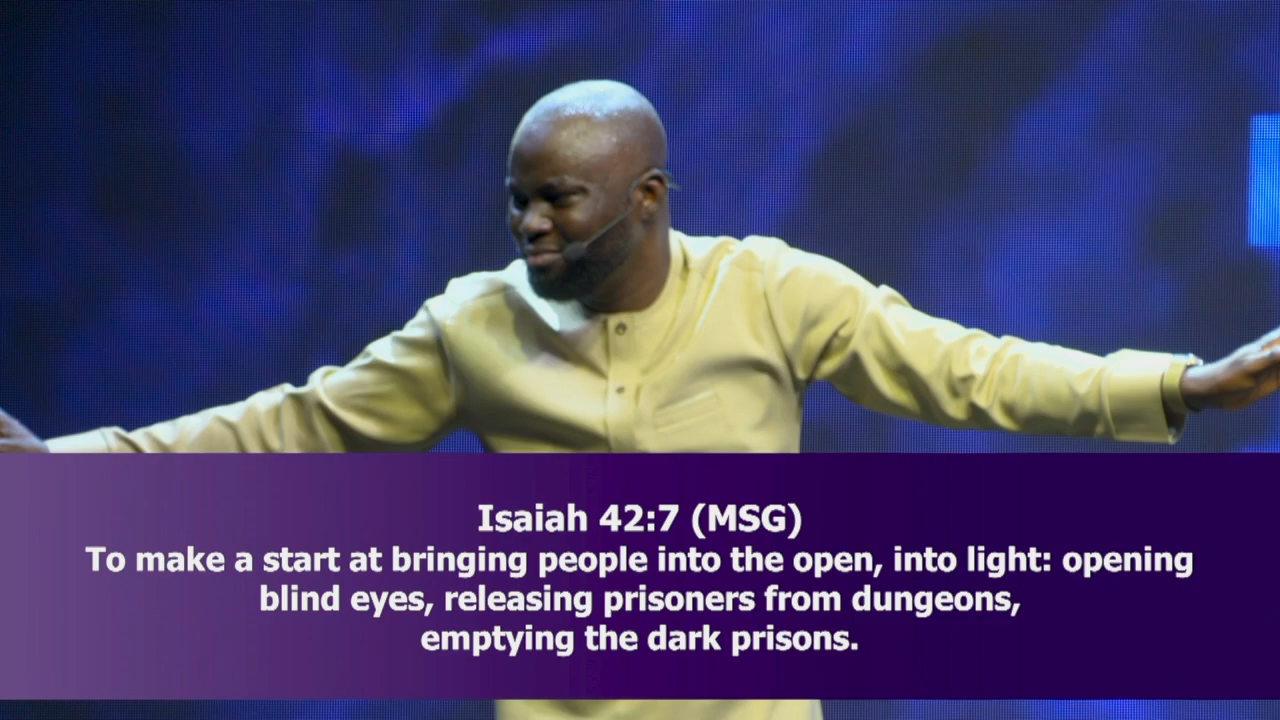 Isaiah 42:7 (MSG)
To make a start at bringing people into the open, into light: opening
blind eyes, releasing prisoners from dungeons,
emptying the dark prisons.